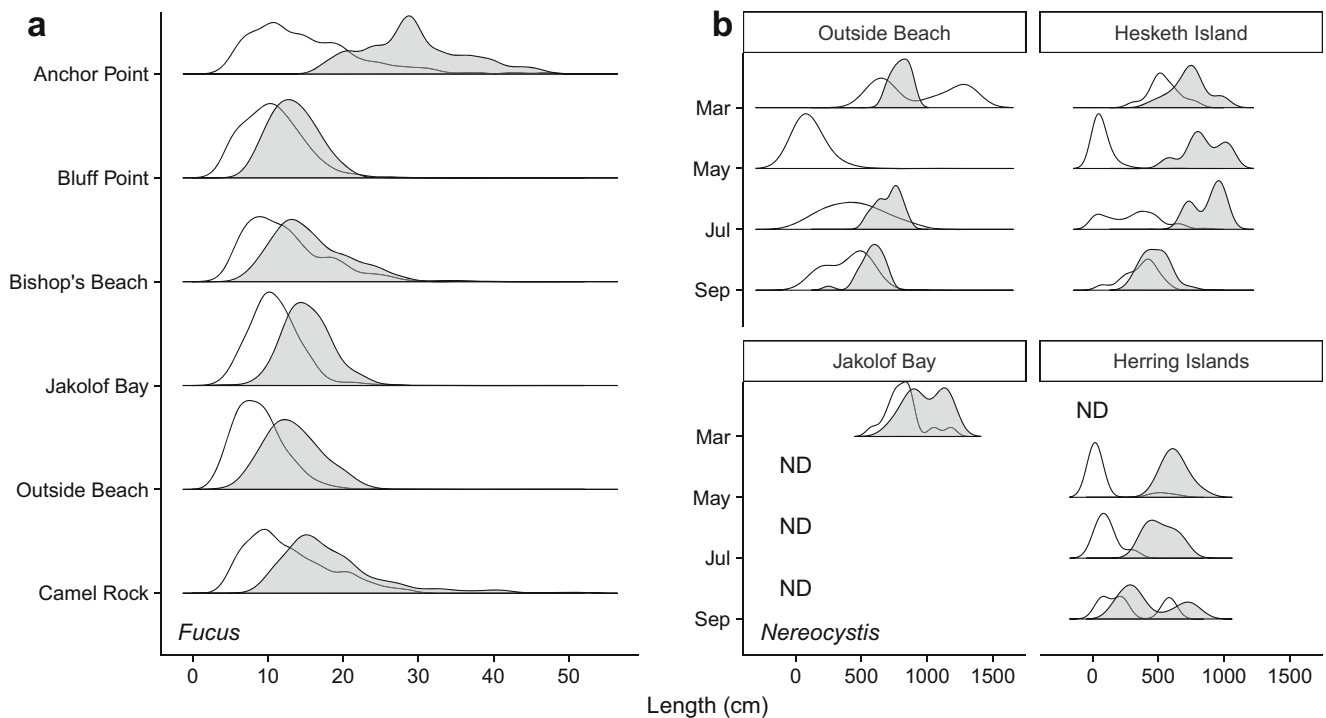 a
Anchor Point
Bluff Point
Bishop's Beach
Jakolof Bay
Outside Beach
Camel Rock
Fucus
0 10 20 30 40 50
b
Outside Beach
Hesketh Island
Mar
May
Jul
Sep
Jakolof Bay
Herring Islands
Mar
ND
May
ND
Jul
ND
Sep
ND
Nereocystis
0 500 1000 1500
0 500 1000 1500
Length (cm)